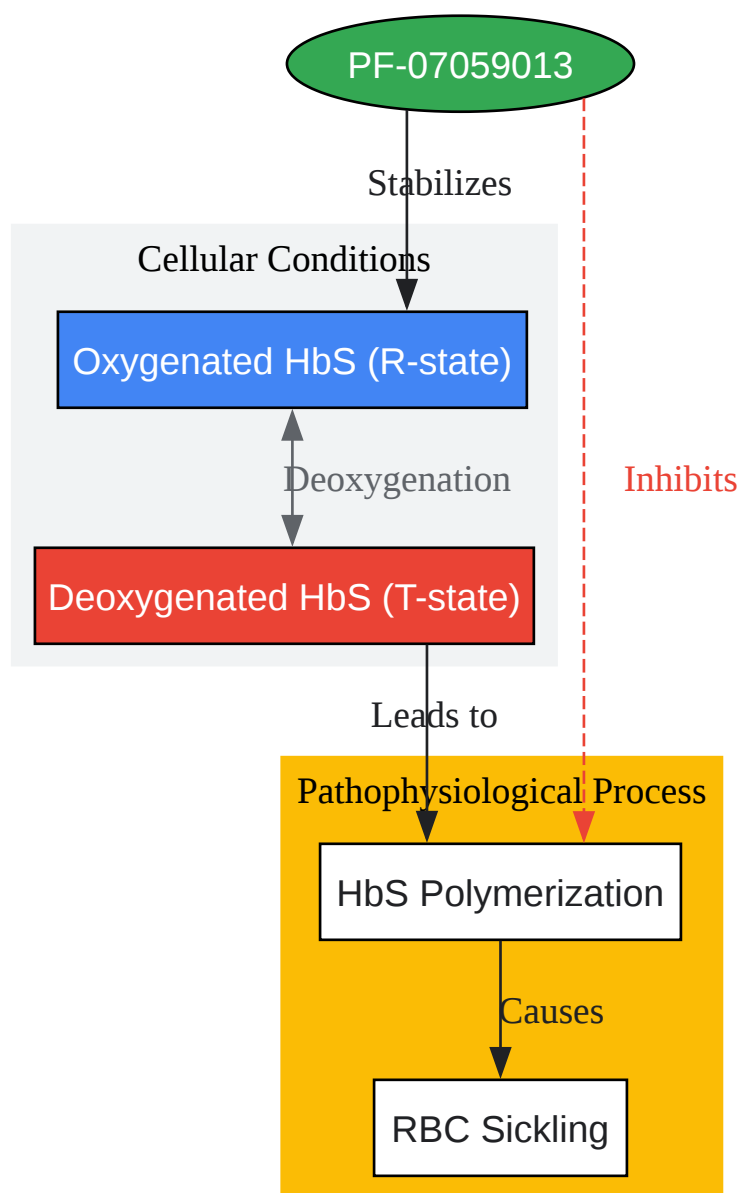 PF-07059013
Stabilizes
Cellular Conditions
Oxygenated HbS (R-state)
Deoxygenation
Inhibits
Deoxygenated HbS (T-state)
Leads to
Pathophysiological Process
HbS Polymerization
Causes
RBC Sickling